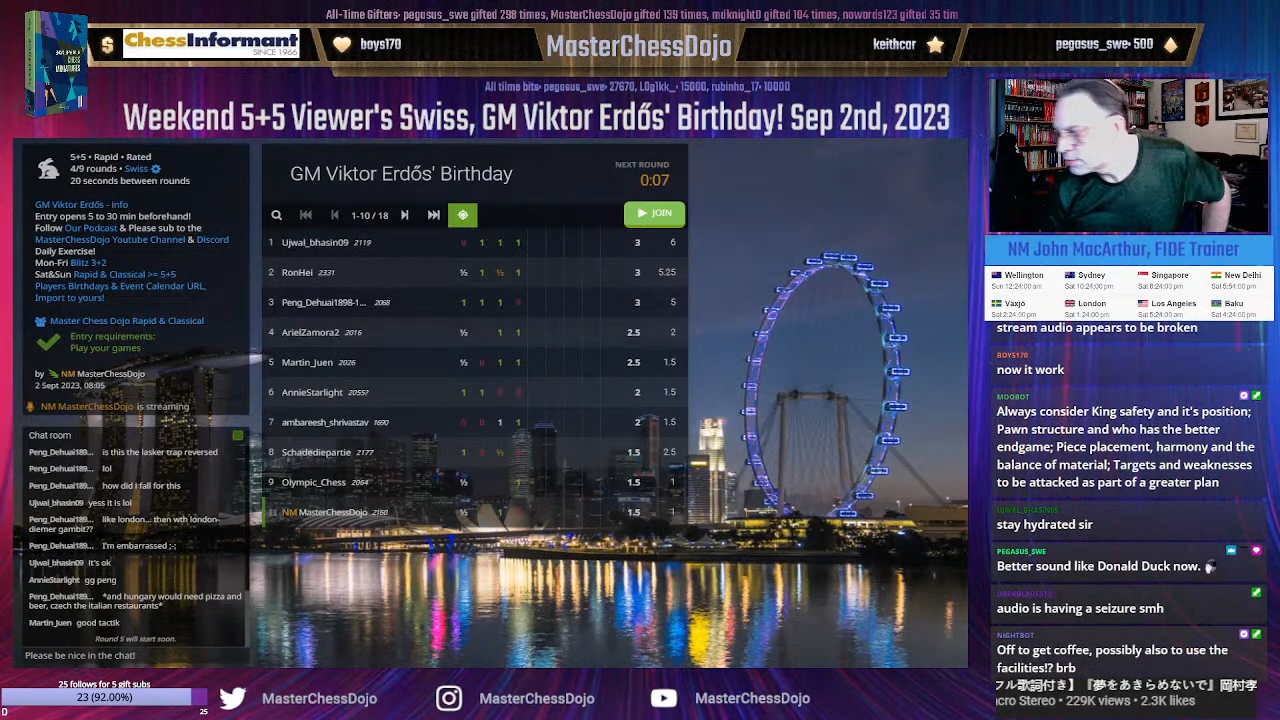 All-Time Gifters• pegasus_swe gifted 298 times, MasterChessDojo gifted 139 times, mdknight0 gifted 104 times, nowords123 gifted 35 tim
ChessInformant
SINCE 1966
boys170
MasterChessDojo
keithcar
pegasus_swe• 500
All time bits• pegasus_swe• 27670, L0g1kk_• 15000, rubinho_17• 10000
Weekend 5+5 Viewer's Swiss, GM Viktor Erdős' Birthday! Sep 2nd, 2023
5+5 • Rapid • Rated
4/9 rounds • Swiss
20 seconds between rounds
GM Viktor Erdős - info
Entry opens 5 to 30 min beforehand!
Follow Our Podcast & Please sub to the
MasterChessDojo Youtube Channel & Discord
Daily Exercise!
Mon-Fri Blitz 3+2
Sat&Sun Rapid & Classical >= 5+5
Players Birthdays & Event Calendar URL,
Import to yours!
Master Chess Dojo Rapid & Classical
Entry requirements:
Play your games
by NM MasterChessDojo
2 Sept 2023, 08:05
NM MasterChessDojo is streaming
Chat room
Peng_Dehuai189... is this the lasker trap reversed
Peng_Dehuai189... lol
Peng_Dehuai189... how did i fall for this
Ujwal_bhasin09 yess it is lol
Peng_Dehuai189... like london... then wth london-
diemer gambit??
Peng_Dehuai189... I'm embarrassed ;-;
Ujwal_bhasin09 It's ok
AnnieStarlight gg peng
Peng_Dehuai189... *and hungary would need pizza and
beer, czech the italian restaurants*
Martin_Juen good tactik
Round 5 will start soon.
Please be nice in the chat!
GM Viktor Erdős' Birthday
NEXT ROUND
0:07
1-10 / 18
JOIN
1 Ujwal_bhasin09 2119 0 1 1 1 3 6
2 RonHei 2331 ½ 1 ½ 1 3 5.25
3 Peng_Dehuai1898-1... 2068 1 1 1 0 3 5
4 ArielZamora2 2016 ½ 1 1 2.5 2
5 Martin_Juen 2026 ½ 0 1 1 2.5 1.5
6 AnnieStarlight 2055? 1 1 0 0 2 1.5
7 ambareesh_shrivastav 1690 0 0 1 1 2 1.5
8 Schadediepartie 2177 1 0 ½ 1.5 2.5
9 Olympic_Chess 2064 ½ 1 1.5 1
NM MasterChessDojo 2160 ½ 1 1.5 1
NM John MacArthur, FIDE Trainer
Wellington Sydney Singapore New Delhi
Sun 12:24:00 am Sat 10:24:00 pm Sat 8:24:00 pm Sat 5:54:00 pm
Växjö London Los Angeles Baku
Sat 2:24:00 pm Sat 1:24:00 pm Sat 5:24:00 am Sat 4:24:00 pm
stream audio appears to be broken
BOYS170
now it work
MOOBOT
Always consider King safety and it's position;
Pawn structure and who has the better
endgame; Piece placement, harmony and the
balance of material; Targets and weaknesses
to be attacked as part of a greater plan
UJWAL_BHASIN09
stay hydrated sir
PEGASUS_SWE
Better sound like Donald Duck now.
audio is having a seizure smh
NIGHTBOT
Off to get coffee, possibly also to use the
facilities!? brb
フル歌詞付き】『夢をあきらめないで』岡村孝
acro Stereo • 229K views • 2.3K likes
25 follows for 5 gift subs
23 (92.00%)
0 25
MasterChessDojo
MasterChessDojo
MasterChessDojo